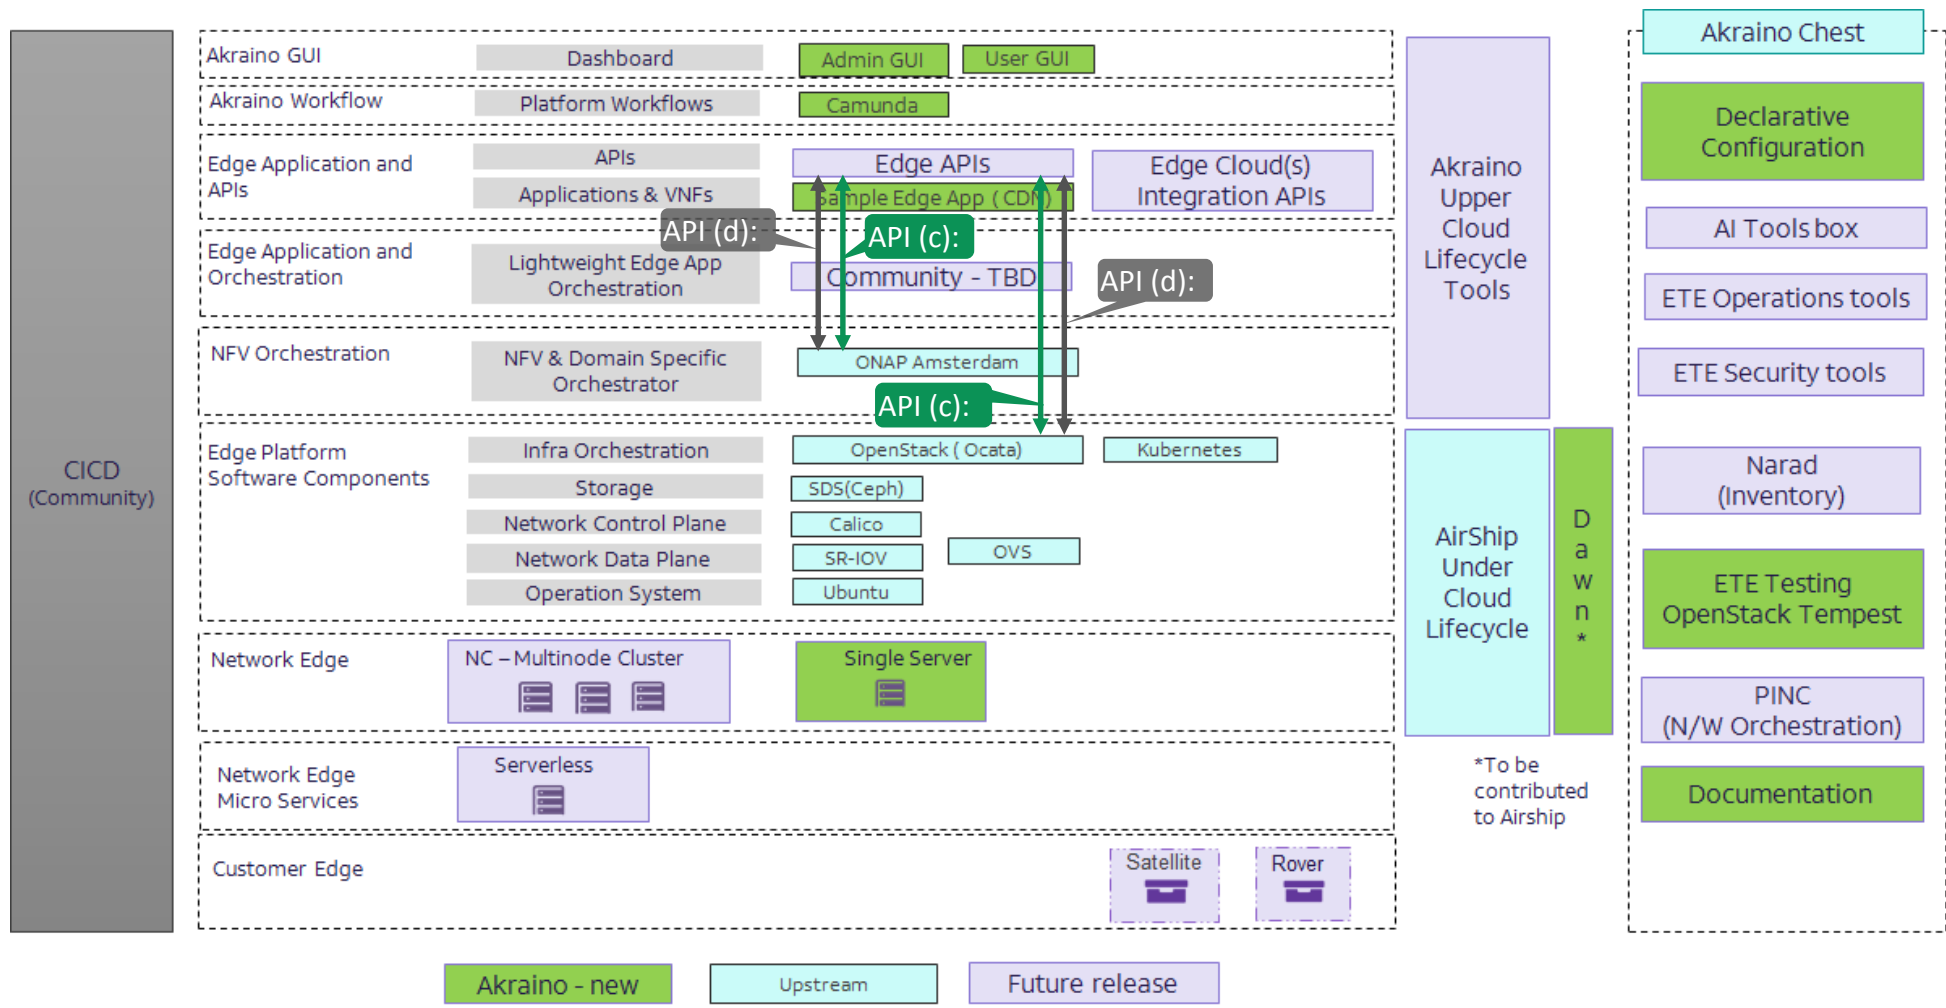 CICD
(Community)
Akraino GUI
Dashboard
Admin GUI
User GUI
Akraino Workflow
Platform Workflows
Camunda
Edge Application and
APIs
APIs
Applications & VNFs
Edge APIs
Sample Edge App ( CDN)
Edge Cloud(s)
Integration APIs
API (d):
API (c):
Edge Application and
Orchestration
Lightweight Edge App
Orchestration
Community - TBD
API (d):
NFV Orchestration
NFV & Domain Specific
Orchestrator
ONAP Amsterdam
API (c):
Edge Platform
Software Components
Infra Orchestration
OpenStack ( Ocata)
Kubernetes
Storage
SDS(Ceph)
Network Control Plane
Calico
Network Data Plane
SR-IOV
OVS
Operation System
Ubuntu
Network Edge
NC – Multinode Cluster
Single Server
Network Edge
Micro Services
Serverless
Customer Edge
Satellite
Rover
Akraino
Upper
Cloud
Lifecycle
Tools
AirShip
Under
Cloud
Lifecycle
D
a
w
n
*
*To be
contributed
to Airship
Akraino Chest
Declarative
Configuration
AI Tools box
ETE Operations tools
ETE Security tools
Narad
(Inventory)
ETE Testing
OpenStack Tempest
PINC
(N/W Orchestration)
Documentation
Akraino - new
Upstream
Future release